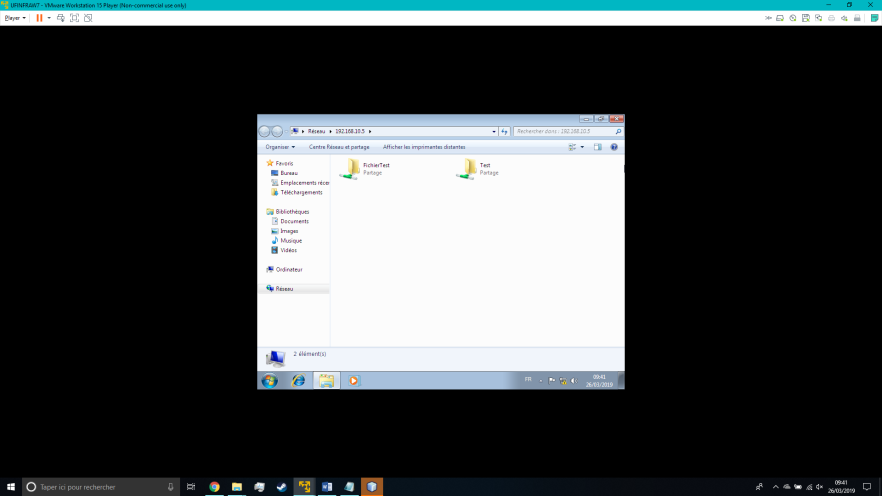 URINFRAW7 - VMware Workstation 15 Player (Non-commercial use only)
Player
Réseau
192.168.10.5
Rechercher dans : 192.168.10.5
Organiser
Centre Réseau et partage
Afficher les imprimantes distantes
Favoris
Bureau
Emplacements récen
Téléchargements
Bibliothèques
Documents
Images
Musique
Vidéos
Ordinateur
Réseau
FichierTest
Partage
Test
Partage
2 élément(s)
FR
09:41
26/03/2019
Taper ici pour rechercher
09:41
26/03/2019